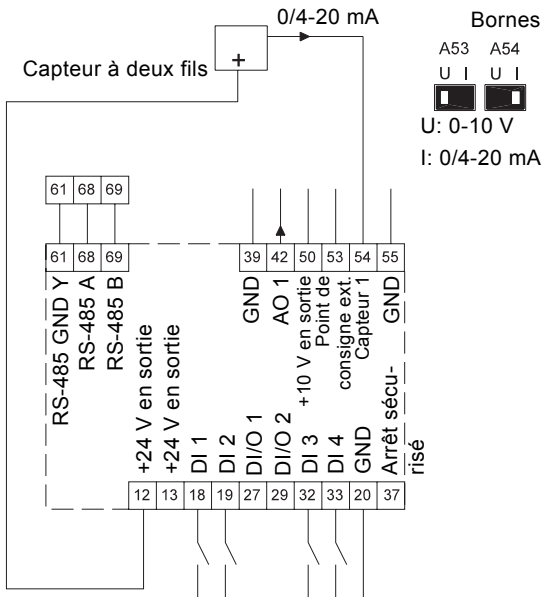 0/4-20 mA
Bornes
Capteur à deux fils
+
A53 A54
U I U I
U: 0-10 V
I: 0/4-20 mA
61 68 69
61 68 69
39 42 50 53 54 55
RS-485 GND Y
RS-485 A
RS-485 B
GND
AO 1
+10 V en sortie
Point de
consigne ext.
Capteur 1
GND
+24 V en sortie
+24 V en sortie
DI 1
DI 2
DI/O 1
DI/O 2
DI 3
DI 4
GND
Arrêt sécu-
risé
12 13 18 19 27 29 32 33 20 37